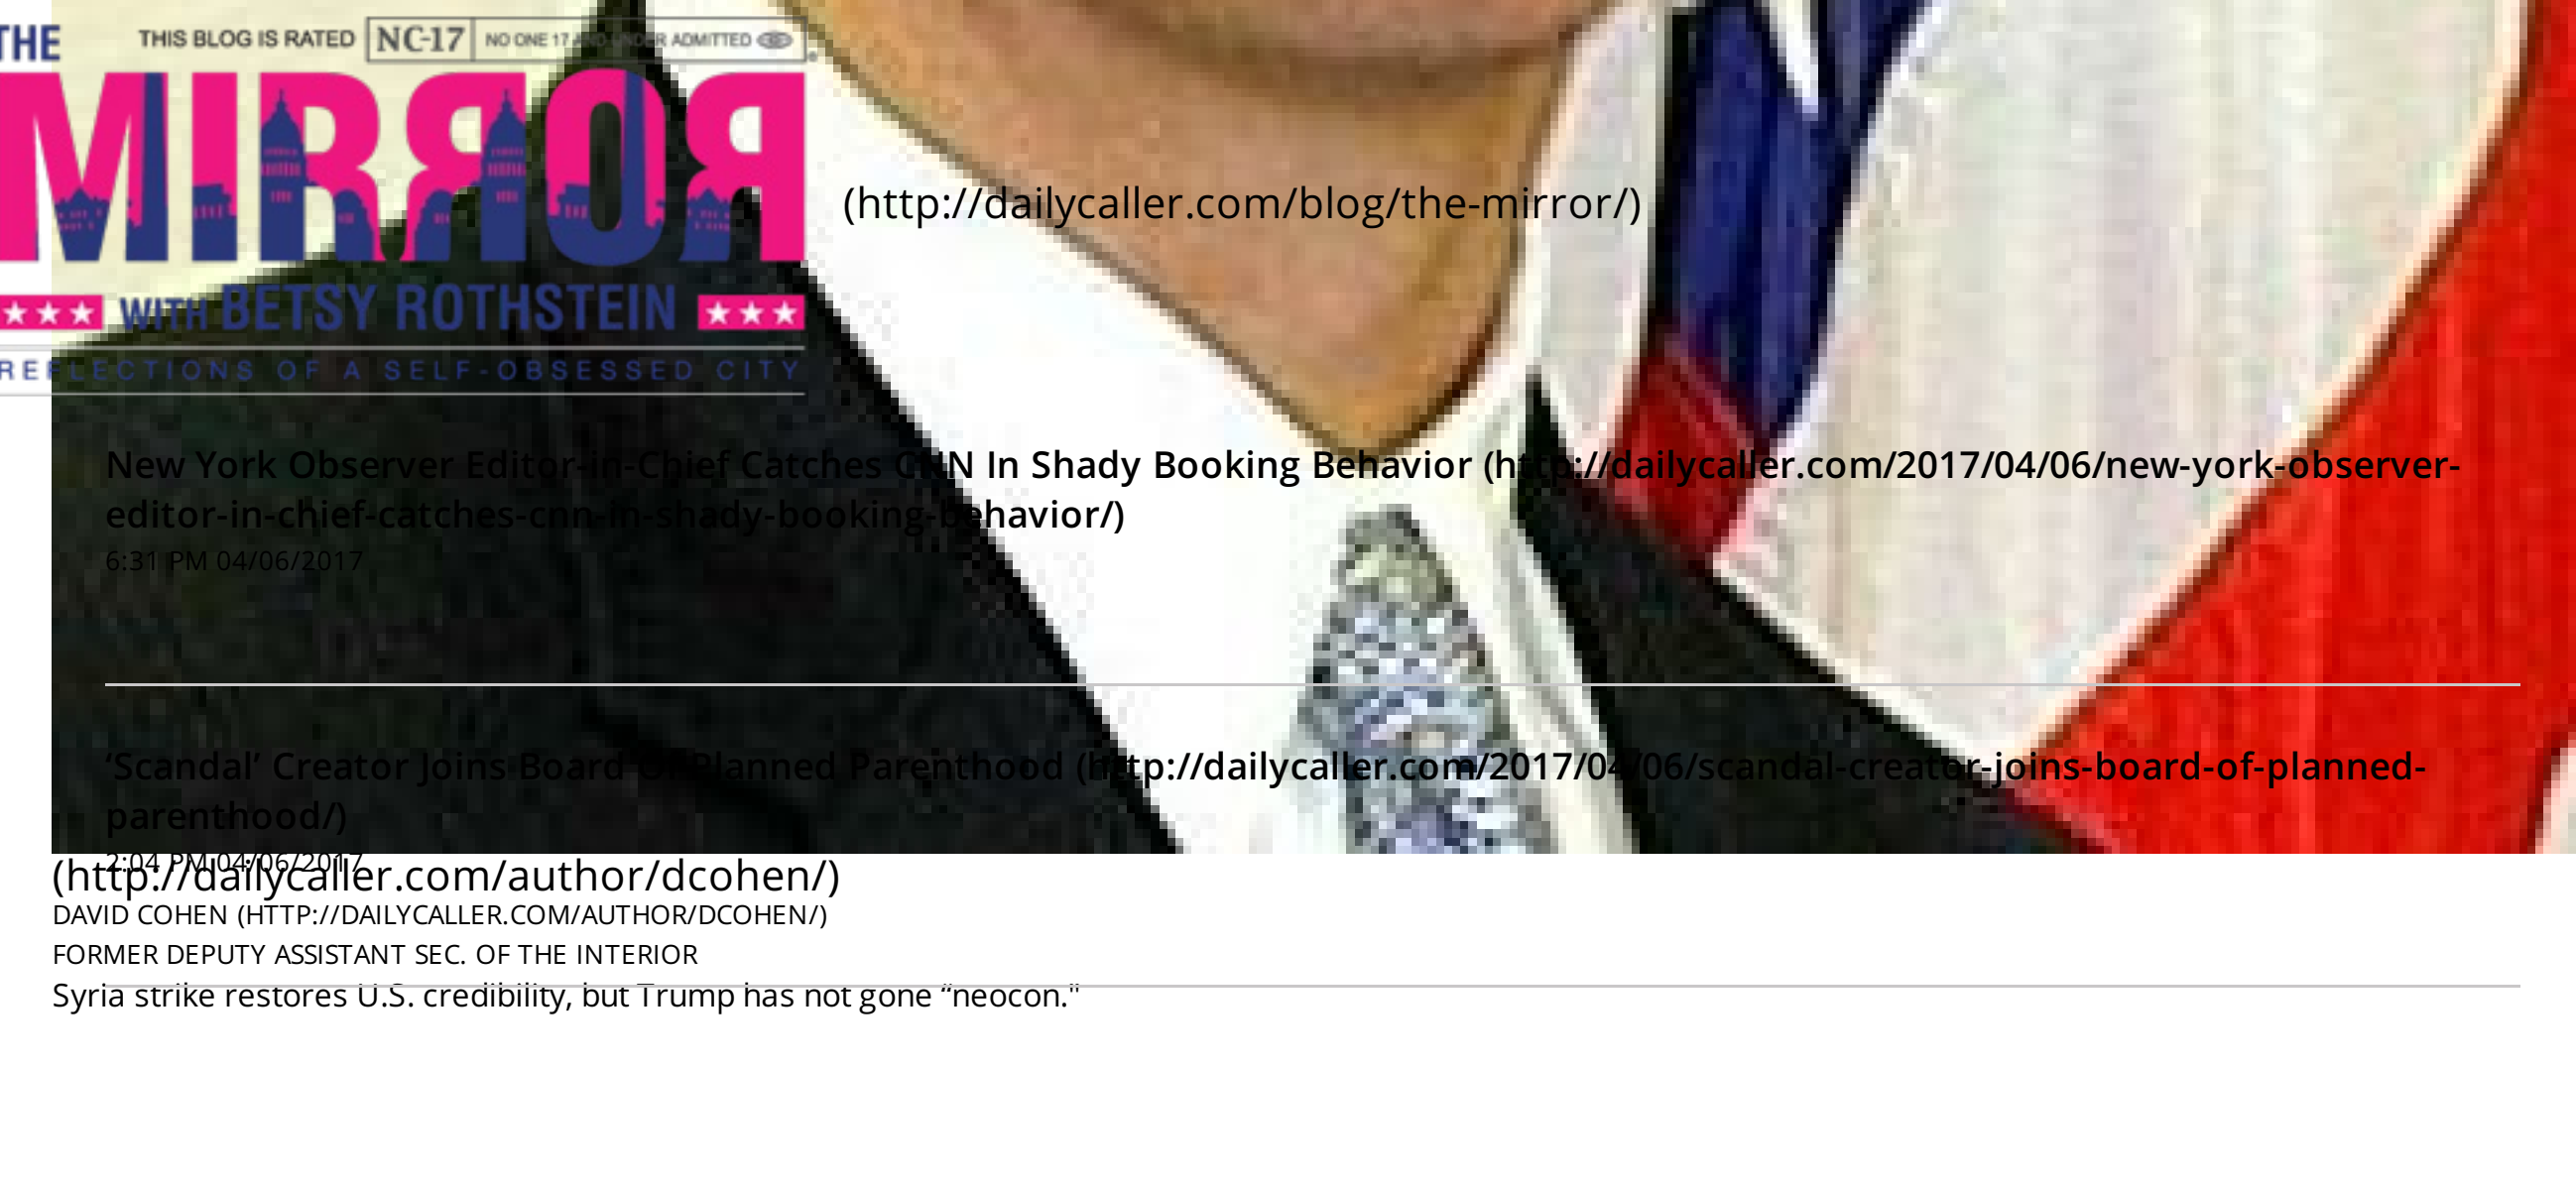 THE THIS BLOG IS RATED NC-17 NO ONE 17 AND UNDER ADMITTED
MIRROR
WITH BETSY ROTHSTEIN
REFLECTIONS OF A SELF-OBSESSED CITY
(http://dailycaller.com/blog/the-mirror/)
New York Observer Editor-in-Chief Catches CNN In Shady Booking Behavior (http://dailycaller.com/2017/04/06/new-york-observer-
editor-in-chief-catches-cnn-in-shady-booking-behavior/)
6:31 PM 04/06/2017
‘Scandal’ Creator Joins Board Of Planned Parenthood (http://dailycaller.com/2017/04/06/scandal-creator-joins-board-of-planned-
parenthood/)
2:04 PM 04/06/2017
(http://dailycaller.com/author/dcohen/)
DAVID COHEN (HTTP://DAILYCALLER.COM/AUTHOR/DCOHEN/)
FORMER DEPUTY ASSISTANT SEC. OF THE INTERIOR
Syria strike restores U.S. credibility, but Trump has not gone “neocon."